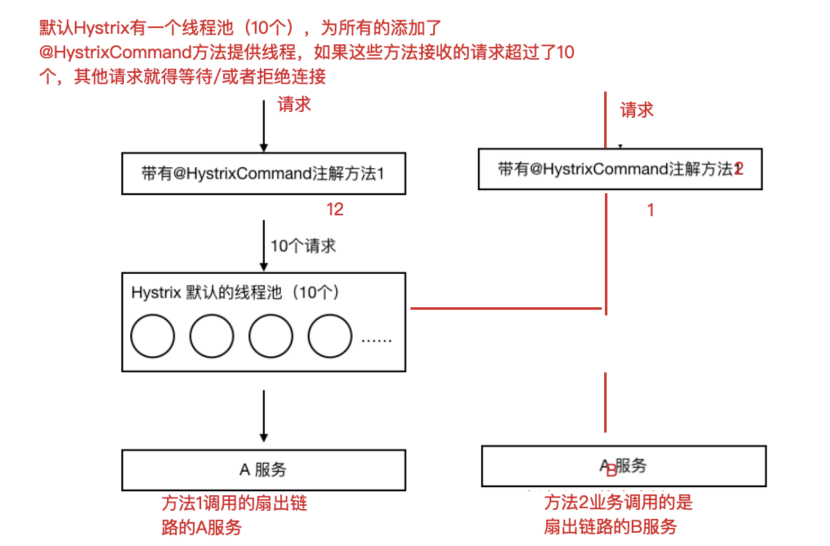 默认Hystrix有一个线程池（10个），为所有的添加了
@HystrixCommand方法提供线程，如果这些方法接收的请求超过了10
个，其他请求就得等待/或者拒绝连接
请求
请求
带有@HystrixCommand注解方法1
带有@HystrixCommand注解方法2
12
1
10个请求
Hystrix 默认的线程池（10个）
......
A 服务
B 服务
方法1调用的扇出链
路的A服务
方法2业务调用的是
扇出链路的B服务